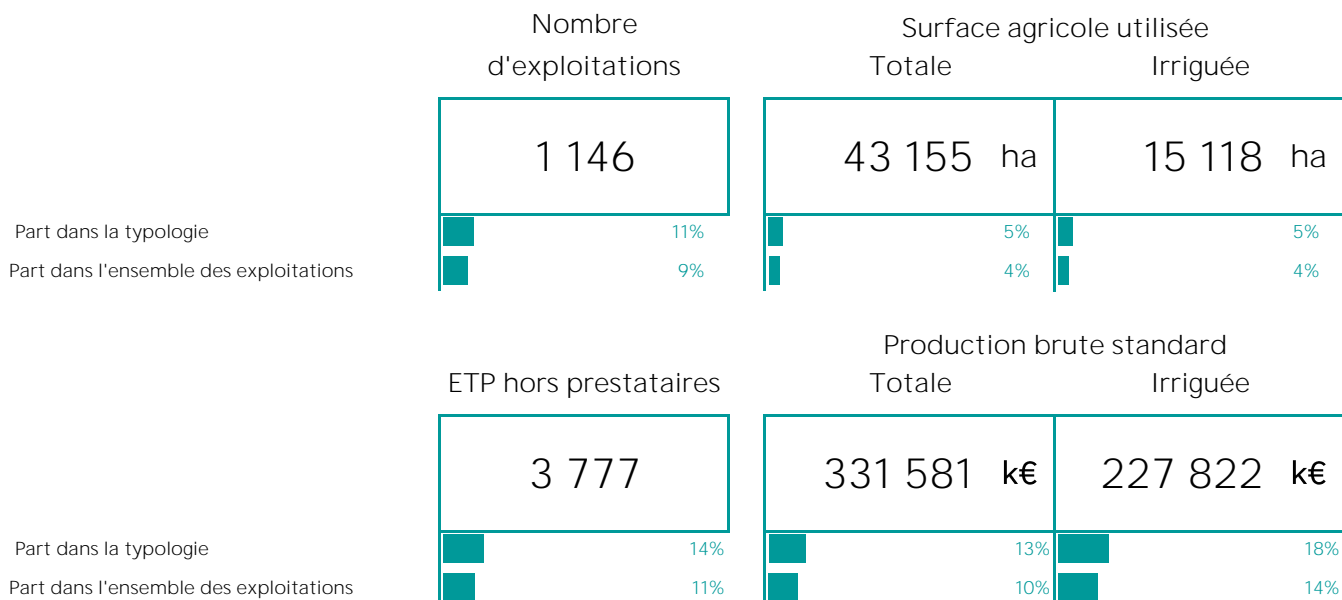 Nombre
d'exploitations
Surface agricole utilisée
Totale Irriguée
1 146 43 155 ha 15 118 ha
Part dans la typologie 11% 5% 5%
Part dans l'ensemble des exploitations 9% 4% 4%
Production brute standard
ETP hors prestataires Totale Irriguée
3 777 331 581 k€ 227 822 k€
Part dans la typologie 14% 13% 18%
Part dans l'ensemble des exploitations 11% 10% 14%